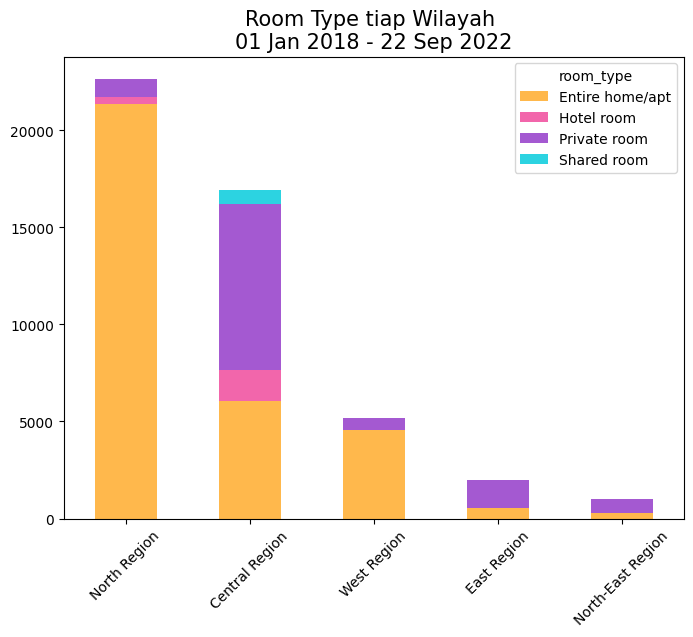 Room Type tiap Wilayah
01 Jan 2018 - 22 Sep 2022
room_type
Entire home/apt
Hotel room
Private room
Shared room
20000
15000
10000
5000
0
North Region
Central Region
West Region
East Region
North-East Region